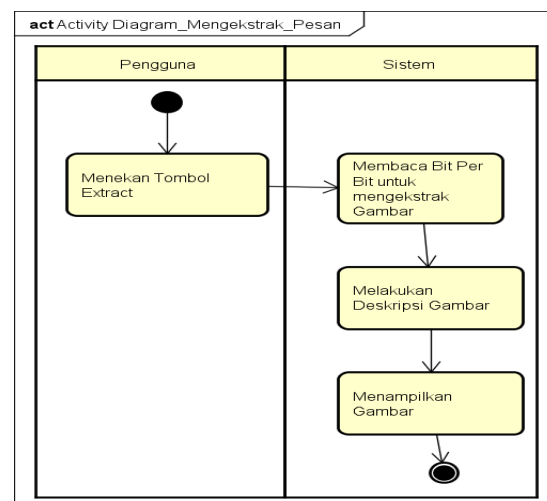 act Activity Diagram_Mengekstrak_Pesan
Pengguna
Sistem
Menekan Tombol
Extract
Membaca Bit Per
Bit untuk
mengekstrak
Gambar
Melakukan
Deskripsi Gambar
Menampilkan
Gambar